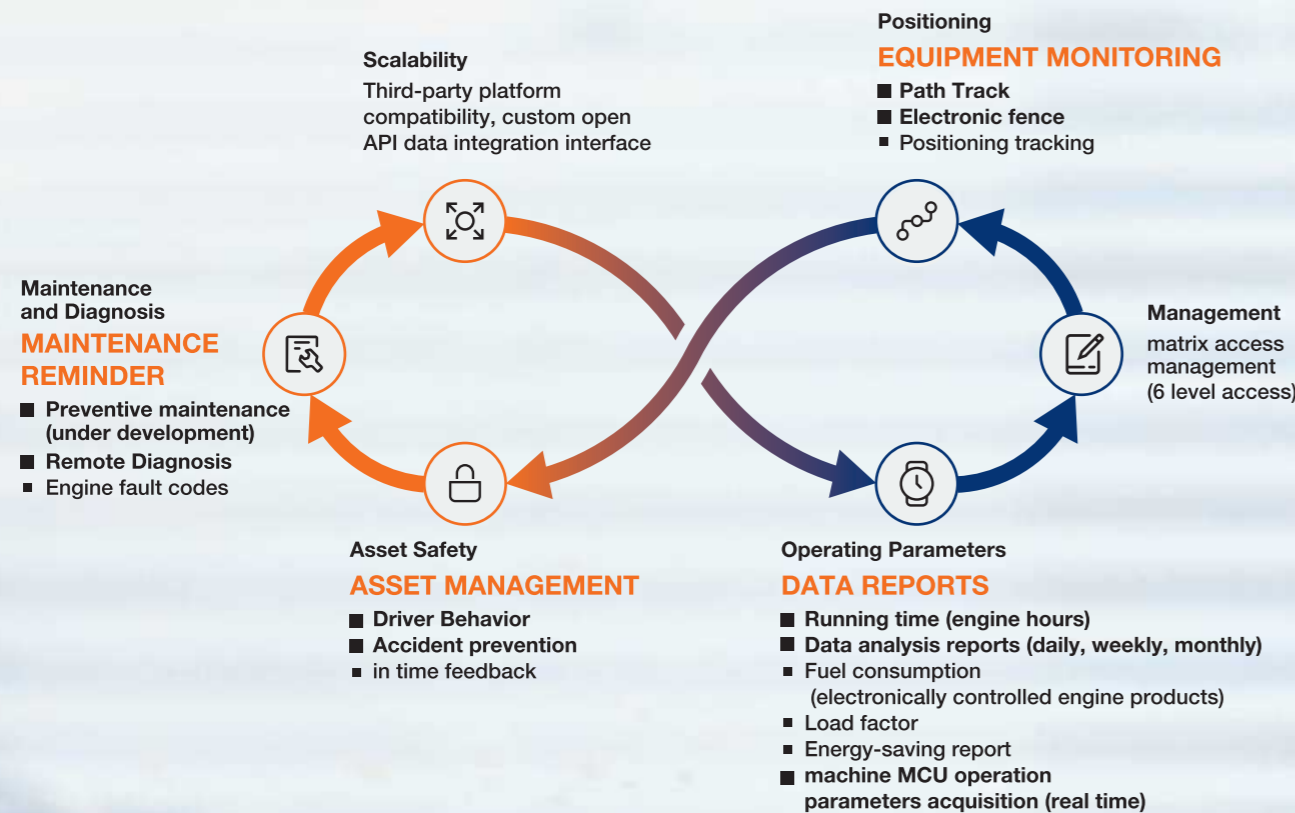 Positioning
EQUIPMENT MONITORING
■ Path Track
■ Electronic fence
■ Positioning tracking
Scalability
Third-party platform
compatibility, custom open
API data integration interface
Maintenance
and Diagnosis
MAINTENANCE
REMINDER
■ Preventive maintenance
(under development)
■ Remote Diagnosis
■ Engine fault codes
Management
matrix access
management
(6 level access)
Asset Safety
ASSET MANAGEMENT
■ Driver Behavior
■ Accident prevention
■ in time feedback
Operating Parameters
DATA REPORTS
■ Running time (engine hours)
■ Data analysis reports (daily, weekly, monthly)
■ Fuel consumption
(electronically controlled engine products)
■ Load factor
■ Energy-saving report
■ machine MCU operation
parameters acquisition (real time)